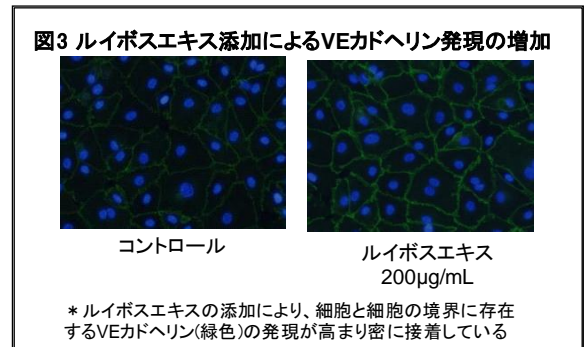 図3 ルイボスエキス添加によるVEカドヘリン発現の増加
コントロール
ルイボスエキス
200μg/mL
*ルイボスエキスの添加により、細胞と細胞の境界に存在
するVEカドヘリン(緑色)の発現が高まり密に接着している